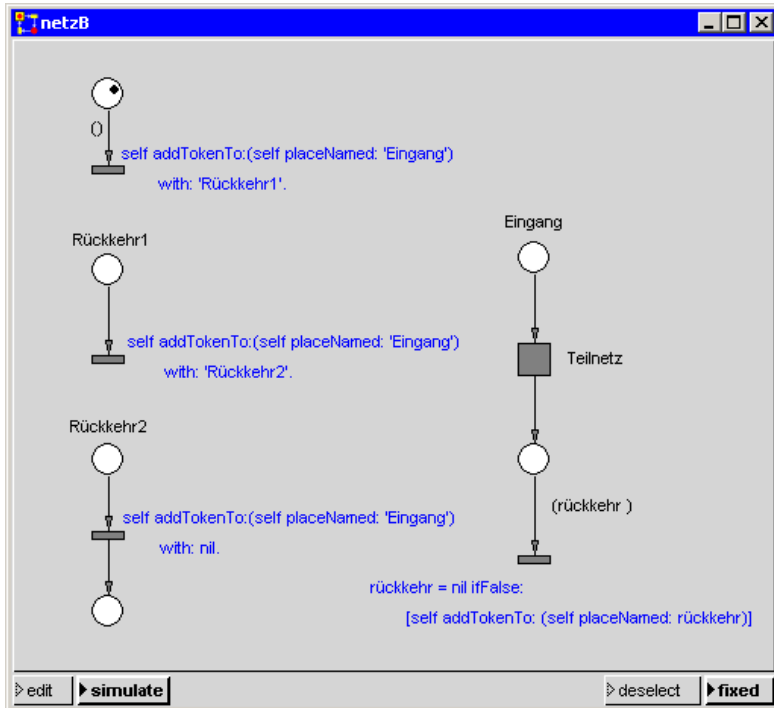 netzB
()
self addTokenTo:(self placeNamed: 'Eingang')
with: 'Rückkehr1'.
Rückkehr1
self addTokenTo:(self placeNamed: 'Eingang')
with: 'Rückkehr2'.
Rückkehr2
self addTokenTo:(self placeNamed: 'Eingang')
with: nil.
Eingang
Teilnetz
(rückkehr )
rückkehr = nil ifFalse:
[self addTokenTo: (self placeNamed: rückkehr)]
edit
simulate
deselect
fixed